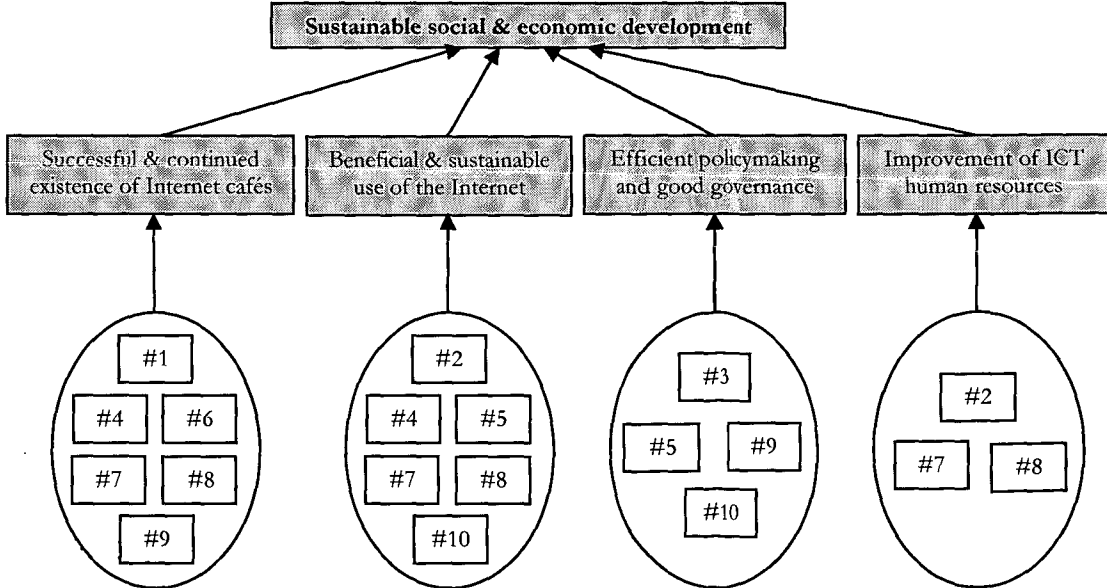 Sustainable social & economic development
Successful & continued
existence of Internet cafés
Beneficial & sustainable
use of the Internet
Efficient policymaking
and good governance
Improvement of ICT
human resources
#1
#4 #6
#7 #8
#9
#2
#4 #5
#7 #8
#10
#3
#5 #9
#10
#2
#7 #8